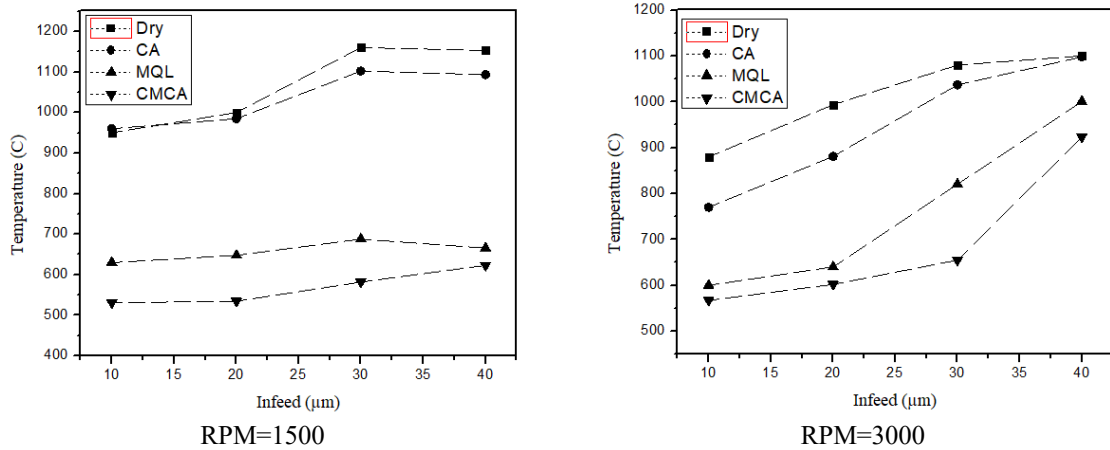 1200
1100
1000
900
800
700
600
500
400
Temperature (C)
Dry
CA
MQL
CMCA
10 15 20 25 30 35 40
Infeed (µm)
RPM=1500
1200
1100
1000
900
800
700
600
500
Temperature (C)
Dry
CA
MQL
CMCA
10 15 20 25 30 35 40
Infeed (µm)
RPM=3000